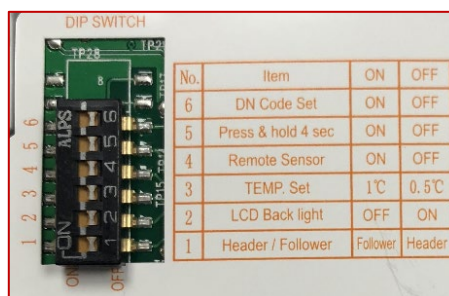 DIP SWITCH
TP28
TP2
No. Item ON OFF
6 DN Code Set ON OFF
5 Press & hold 4 sec ON OFF
4 Remote Sensor ON OFF
3 TEMP. Set 1℃ 0.5℃
2 LCD Back light OFF ON
1 Header / Follower Follower Header
6
5
4
3
2
1
ALPS
ON
6
5
4
3
2
1
TP17
TP15
ON
OFF